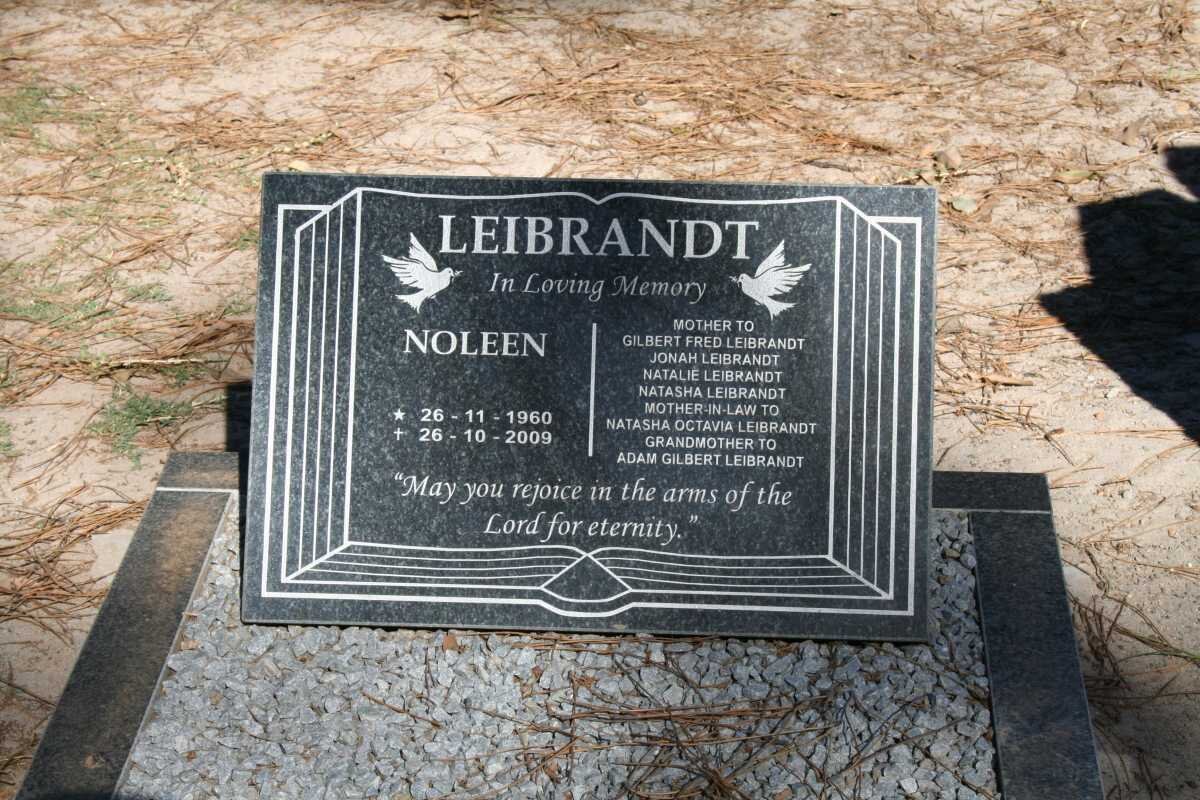 LEIBRANDT
In Loving Memory
NOLEEN
★ 26 - 11 - 1960
† 26 - 10 - 2009
MOTHER TO
GILBERT FRED LEIBRANDT
JONAH LEIBRANDT
NATALIE LEIBRANDT
NATASHA LEIBRANDT
MOTHER-IN-LAW TO
NATASHA OCTAVIA LEIBRANDT
GRANDMOTHER TO
ADAM GILBERT LEIBRANDT
“May you rejoice in the arms of the
Lord for eternity.”